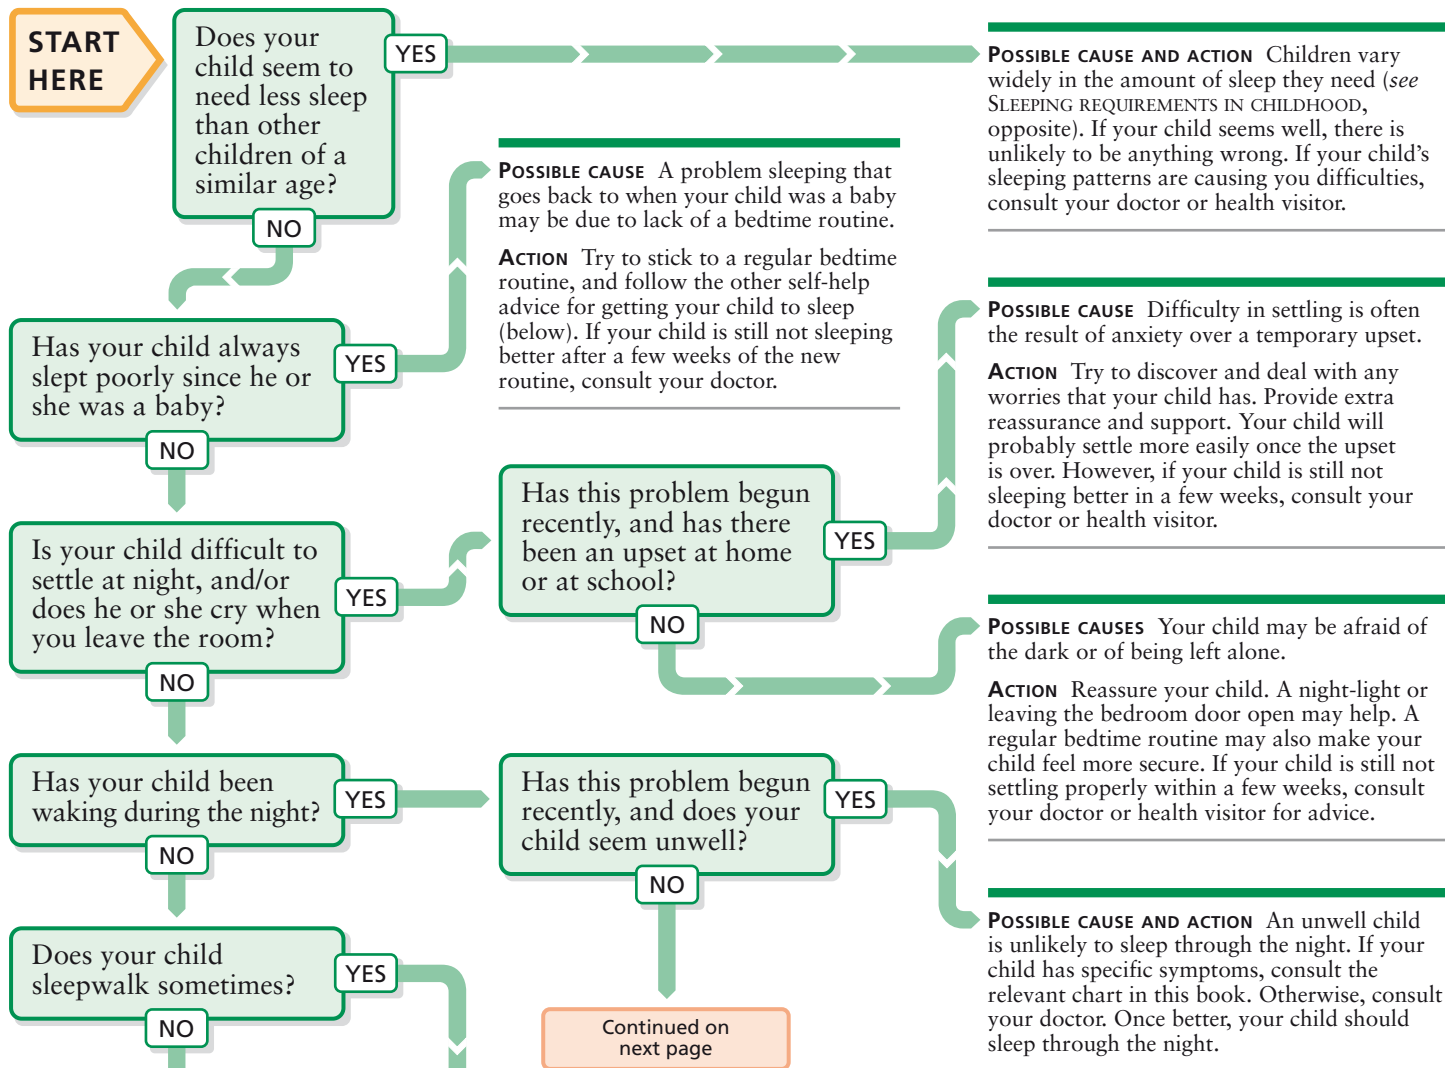 START
HERE
Does your
child seem to
need less sleep
than other
children of a
similar age?
YES
NO
POSSIBLE CAUSE AND ACTION Children vary
widely in the amount of sleep they need (see
SLEEPING REQUIREMENTS IN CHILDHOOD,
opposite). If your child seems well, there is
unlikely to be anything wrong. If your child's
sleeping patterns are causing you difficulties,
consult your doctor or health visitor.
Has your child always
slept poorly since he or
she was a baby?
YES
NO
POSSIBLE CAUSE A problem sleeping that
goes back to when your child was a baby
may be due to lack of a bedtime routine.
ACTION Try to stick to a regular bedtime
routine, and follow the other self-help
advice for getting your child to sleep
(below). If your child is still not sleeping
better after a few weeks of the new
routine, consult your doctor.
Is your child difficult to
settle at night, and/or
does he or she cry when
you leave the room?
YES
NO
Has this problem begun
recently, and has there
been an upset at home
or at school?
YES
NO
POSSIBLE CAUSE Difficulty in settling is often
the result of anxiety over a temporary upset.
ACTION Try to discover and deal with any
worries that your child has. Provide extra
reassurance and support. Your child will
probably settle more easily once the upset
is over. However, if your child is still not
sleeping better in a few weeks, consult your
doctor or health visitor.
POSSIBLE CAUSES Your child may be afraid of
the dark or of being left alone.
ACTION Reassure your child. A night-light or
leaving the bedroom door open may help. A
regular bedtime routine may also make your
child feel more secure. If your child is still not
settling properly within a few weeks, consult
your doctor or health visitor for advice.
Has your child been
waking during the night?
YES
NO
Has this problem begun
recently, and does your
child seem unwell?
YES
NO
POSSIBLE CAUSE AND ACTION An unwell child
is unlikely to sleep through the night. If your
child has specific symptoms, consult the
relevant chart in this book. Otherwise, consult
your doctor. Once better, your child should
sleep through the night.
Continued on
next page
Does your child
sleepwalk sometimes?
YES
NO